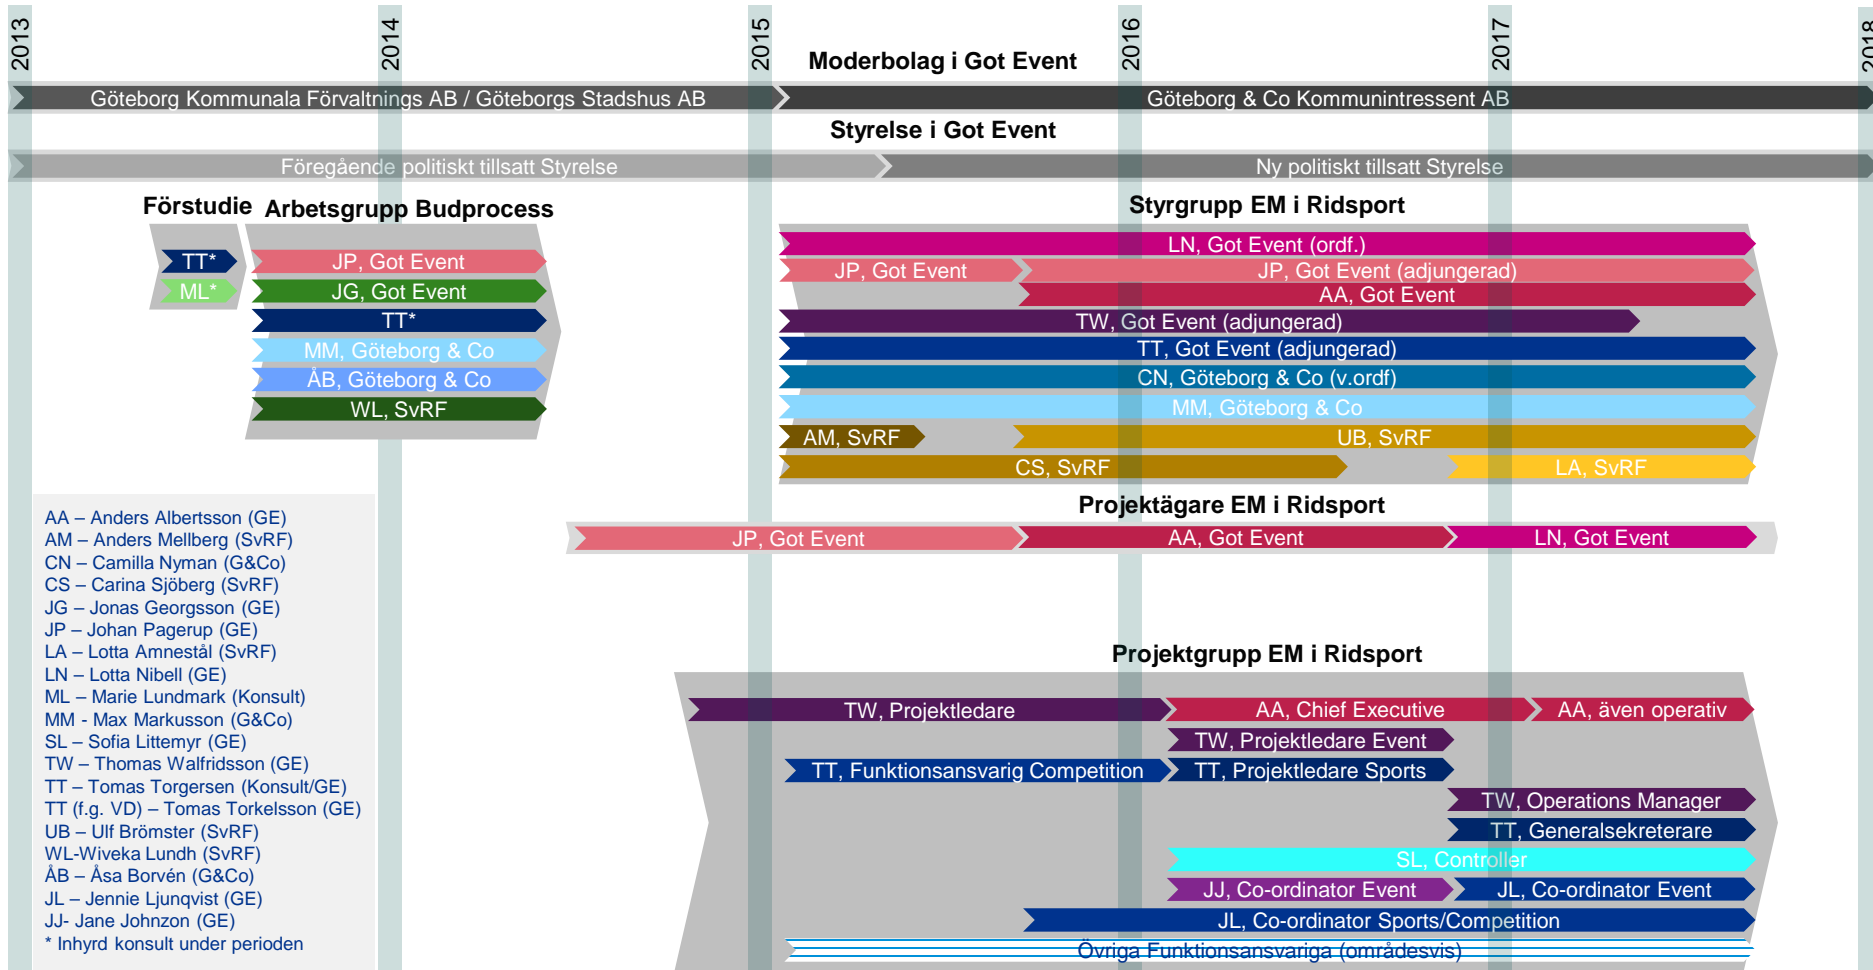 2013
2014
2015
2016
2017
2018
Moderbolag i Got Event
Göteborg Kommunala Förvaltnings AB / Göteborgs Stadshus AB
Göteborg & Co Kommunintressent AB
Styrelse i Got Event
Föregående politiskt tillsatt Styrelse
Ny politiskt tillsatt Styrelse
Förstudie
TT*
ML*
Arbetsgrupp Budprocess
JP, Got Event
JG, Got Event
TT*
MM, Göteborg & Co
ÅB, Göteborg & Co
WL, SvRF
Styrgrupp EM i Ridsport
LN, Got Event (ordf.)
JP, Got Event
JP, Got Event (adjungerad)
AA, Got Event
TW, Got Event (adjungerad)
TT, Got Event (adjungerad)
CN, Göteborg & Co (v.ordf)
MM, Göteborg & Co
AM, SvRF
UB, SvRF
CS, SvRF
LA, SvRF
Projektägare EM i Ridsport
JP, Got Event
AA, Got Event
LN, Got Event
AA – Anders Albertsson (GE)
AM – Anders Mellberg (SvRF)
CN – Camilla Nyman (G&Co)
CS – Carina Sjöberg (SvRF)
JG – Jonas Georgsson (GE)
JP – Johan Pagerup (GE)
LA – Lotta Amnestål (SvRF)
LN – Lotta Nibell (GE)
ML – Marie Lundmark (Konsult)
MM - Max Markusson (G&Co)
SL – Sofia Littemyr (GE)
TW – Thomas Walfridsson (GE)
TT – Tomas Torgersen (Konsult/GE)
TT (f.g. VD) – Tomas Torkelsson (GE)
UB – Ulf Brömster (SvRF)
WL-Wiveka Lundh (SvRF)
ÅB – Åsa Borvén (G&Co)
JL – Jennie Ljunqvist (GE)
JJ- Jane Johnzon (GE)
* Inhyrd konsult under perioden
Projektgrupp EM i Ridsport
TW, Projektledare
AA, Chief Executive
AA, även operativ
TW, Projektledare Event
TT, Funktionsansvarig Competition
TT, Projektledare Sports
TW, Operations Manager
TT, Generalsekreterare
SL, Controller
JJ, Co-ordinator Event
JL, Co-ordinator Event
JL, Co-ordinator Sports/Competition
Övriga Funktionsansvariga (områdesvis)